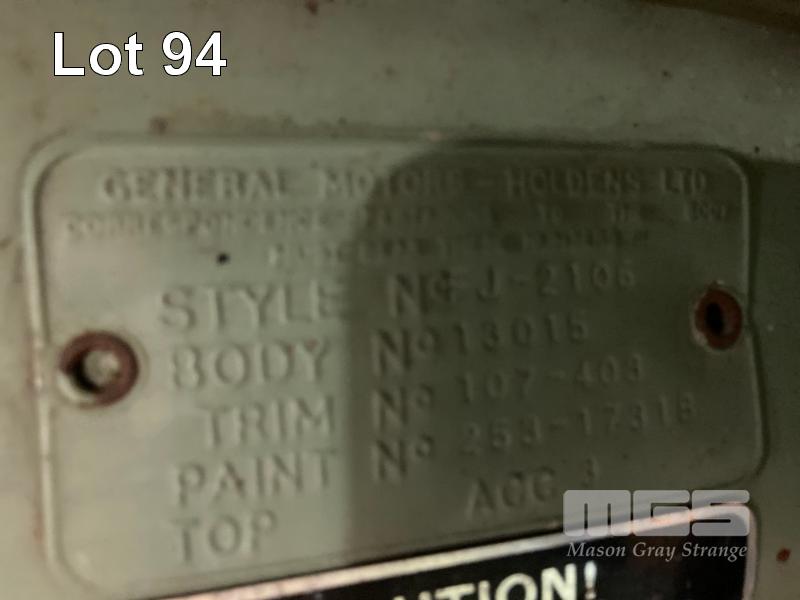 Lot 94
GENERAL MOTORS-HOLDENS LTD
STYLE Nº FJ-2106
BODY Nº 13015
TRIM Nº 107-403
PAINT Nº 253-17318
TOP ACC 3
MGS
Mason Gray Strange
UTION!